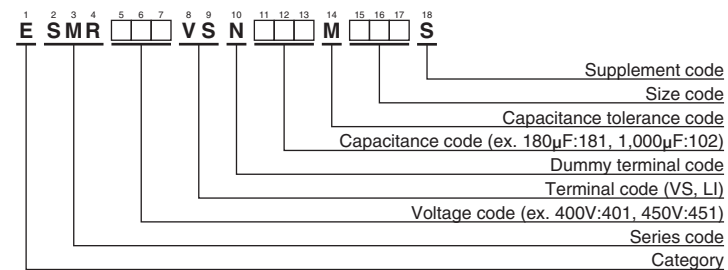 1 2 3 4 5 6 7 8 9 10 11 12 13 14 15 16 17 18
E SMR VS N M S
Supplement code
Size code
Capacitance tolerance code
Capacitance code (ex. 180µF:181, 1,000µF:102)
Dummy terminal code
Terminal code (VS, LI)
Voltage code (ex. 400V:401, 450V:451)
Series code
Category